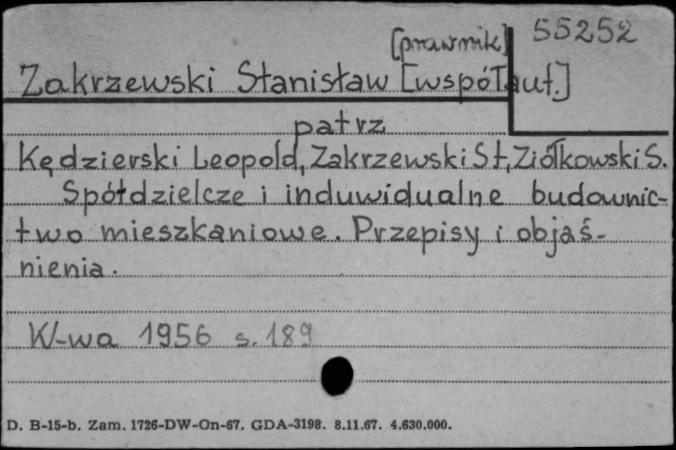 [prawnik] 55252
Zakrzewski Stanisław [współaut.]
patrz
Kędzierski Leopold, Zakrzewski St., Ziółkowski S.
Spółdzielcze i induwidualne budownic-
two mieszkaniowe. Przepisy i objaś-
nienia.
W-wa 1956 s. 189
D. B-15-b. Zam. 1726-DW-On-67. GDA-3198. 8.11.67. 4.630.000.